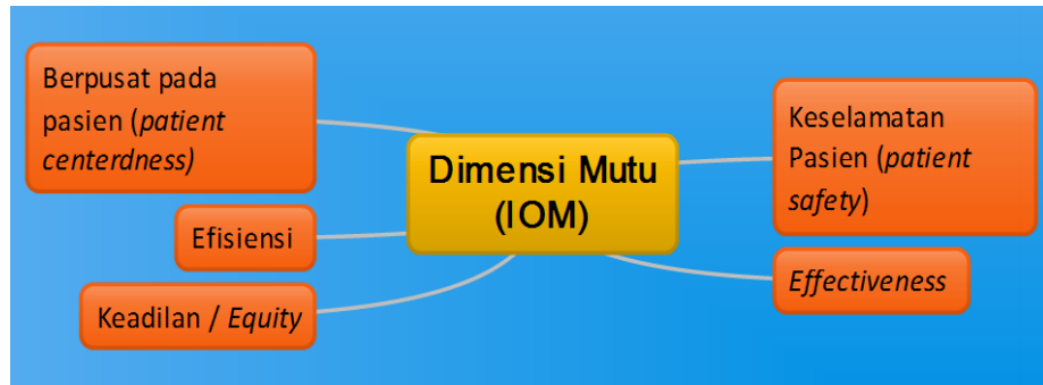 Berpusat pada
pasien (patient
centerdness)
Efisiensi
Keadilan / Equity
Dimensi Mutu
(IOM)
Keselamatan
Pasien (patient
safety)
Effectiveness